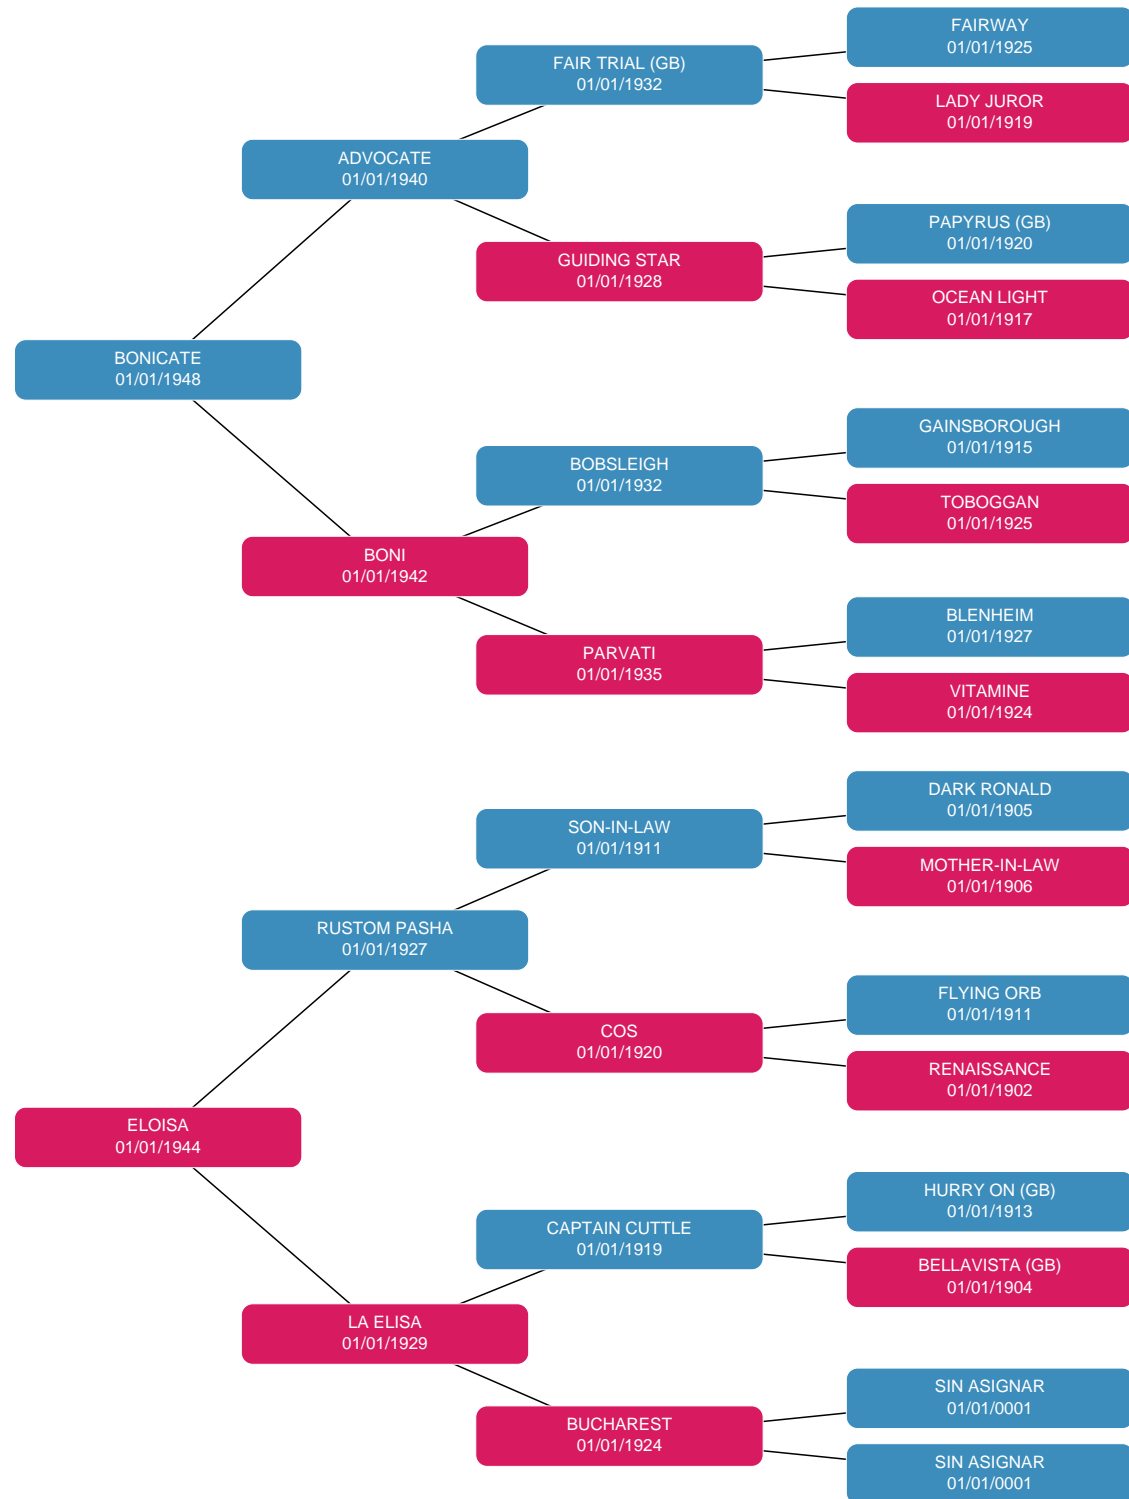 FAIRWAY
01/01/1925
FAIR TRIAL (GB)
01/01/1932
LADY JUROR
01/01/1919
ADVOCATE
01/01/1940
PAPYRUS (GB)
01/01/1920
GUIDING STAR
01/01/1928
OCEAN LIGHT
01/01/1917
BONICATE
01/01/1948
GAINSBOROUGH
01/01/1915
BOBSLEIGH
01/01/1932
TOBOGGAN
01/01/1925
BONI
01/01/1942
BLENHEIM
01/01/1927
PARVATI
01/01/1935
VITAMINE
01/01/1924
DARK RONALD
01/01/1905
SON-IN-LAW
01/01/1911
MOTHER-IN-LAW
01/01/1906
RUSTOM PASHA
01/01/1927
FLYING ORB
01/01/1911
COS
01/01/1920
RENAISSANCE
01/01/1902
ELOISA
01/01/1944
HURRY ON (GB)
01/01/1913
CAPTAIN CUTTLE
01/01/1919
BELLAVISTA (GB)
01/01/1904
LA ELISA
01/01/1929
SIN ASIGNAR
01/01/0001
BUCHAREST
01/01/1924
SIN ASIGNAR
01/01/0001